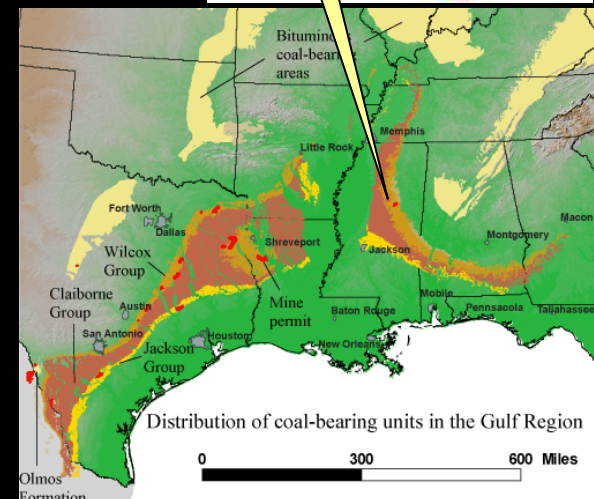 Bituminous
coal-bearing
areas
Memphis
Little Rock
Fort Worth
Dallas
Macon
Wilcox
Group
Shreveport
Montgomery
Jackson
Claiborne
Group
Mine
permit
Mobile
Austin
Baton Rouge
Pennsacola
Tallahassee
San Antonio
Houston
New Orleans
Jackson
Group
Distribution of coal-bearing units in the Gulf Region
0 300 600 Miles
Olmos
Formation